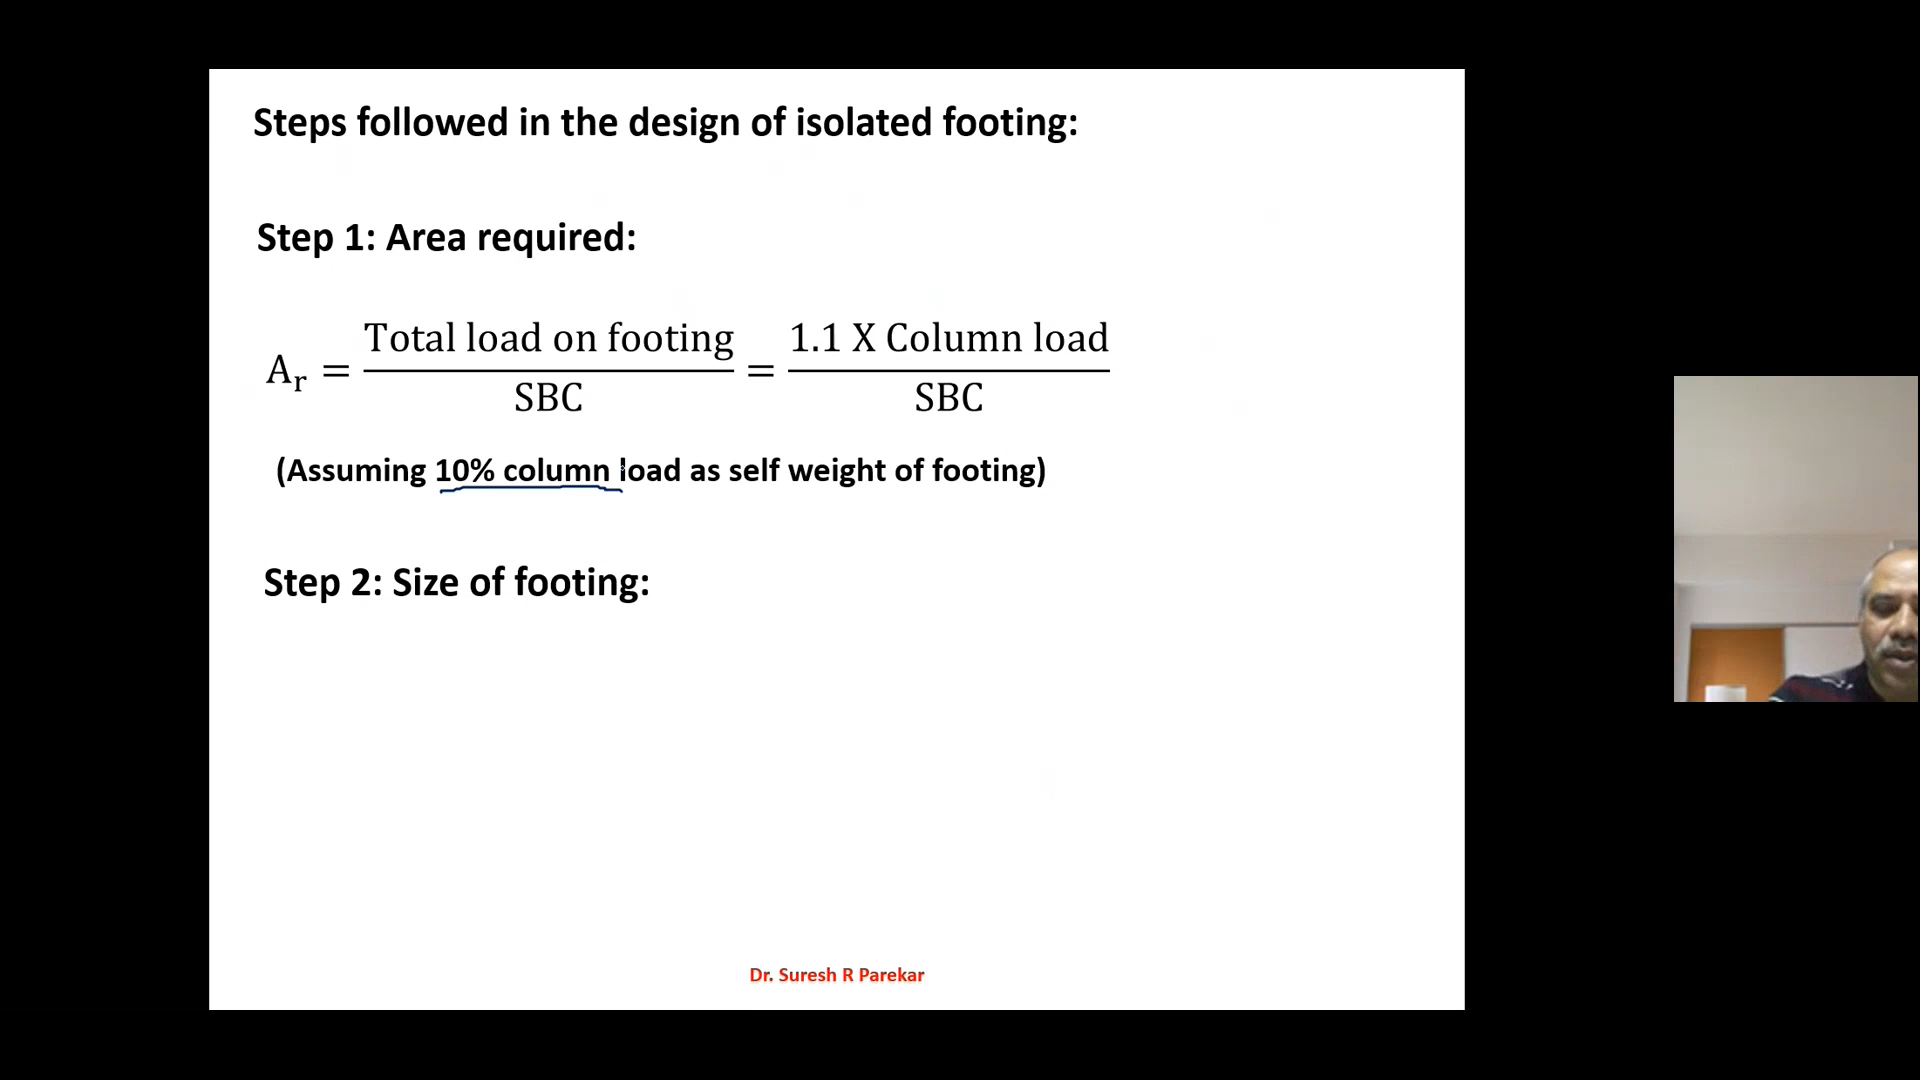 Steps followed in the design of isolated footing:
Step 1: Area required:
Aᵣ = Total load on footing / SBC = 1.1 X Column load / SBC
(Assuming 10% column load as self weight of footing)
Step 2: Size of footing:
Dr. Suresh R Parekar